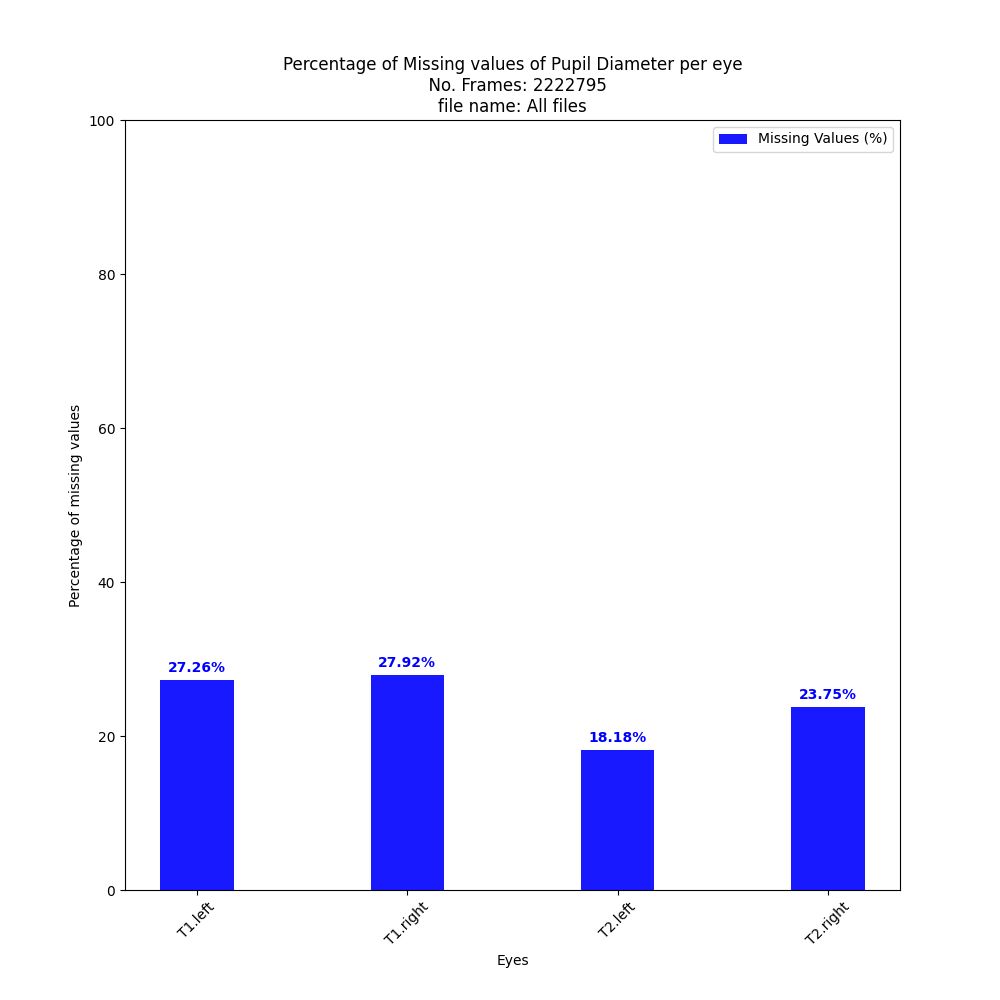 Percentage of Missing values of Pupil Diameter per eye
No. Frames: 2222795
file name: All files
Missing Values (%)
100
80
60
40
20
0
Percentage of missing values
27.26%
27.92%
18.18%
23.75%
T1.left
T1.right
T2.left
T2.right
Eyes